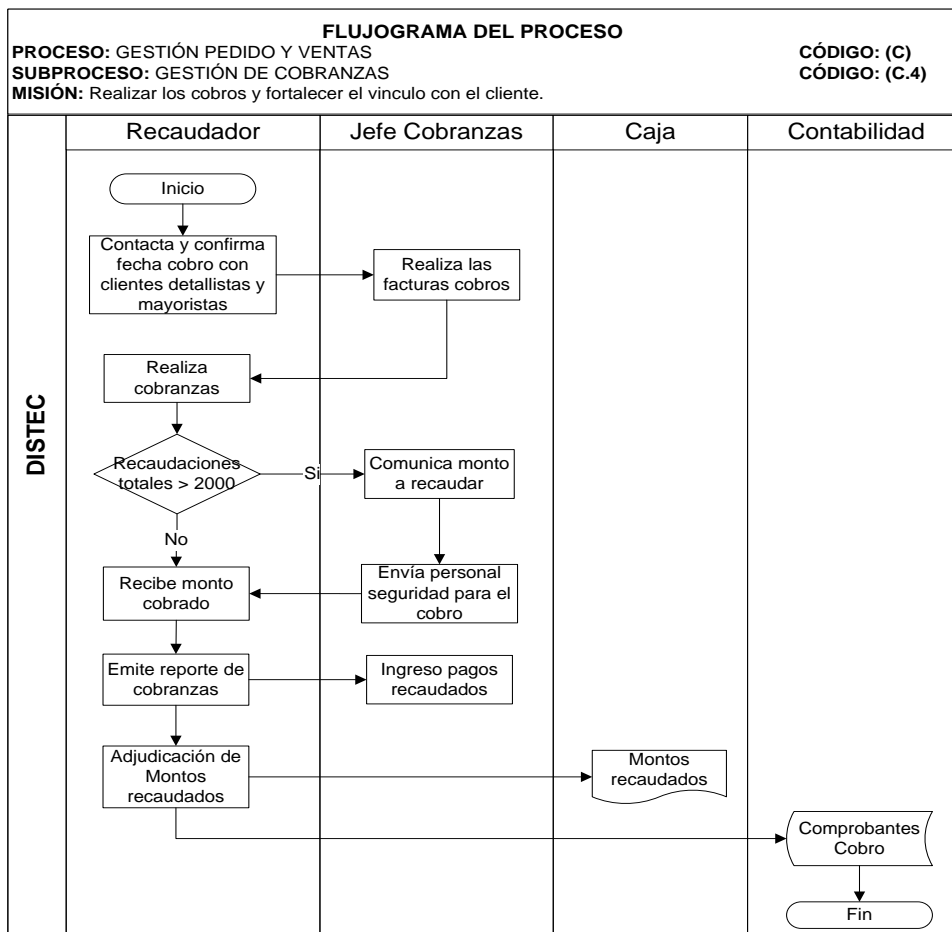 FLUJOGRAMA DEL PROCESO
PROCESO: GESTIÓN PEDIDO Y VENTAS
CÓDIGO: (C)
SUBPROCESO: GESTIÓN DE COBRANZAS
CÓDIGO: (C.4)
MISIÓN: Realizar los cobros y fortalecer el vinculo con el cliente.
DISTEC
Recaudador
Jefe Cobranzas
Caja
Contabilidad
Inicio
Contacta y confirma
fecha cobro con
clientes detallistas y
mayoristas
Realiza las
facturas cobros
Realiza
cobranzas
Recaudaciones
totales > 2000
Si
Comunica monto
a recaudar
No
Recibe monto
cobrado
Envía personal
seguridad para el
cobro
Emite reporte de
cobranzas
Ingreso pagos
recaudados
Adjudicación de
Montos
recaudados
Montos
recaudados
Comprobantes
Cobro
Fin